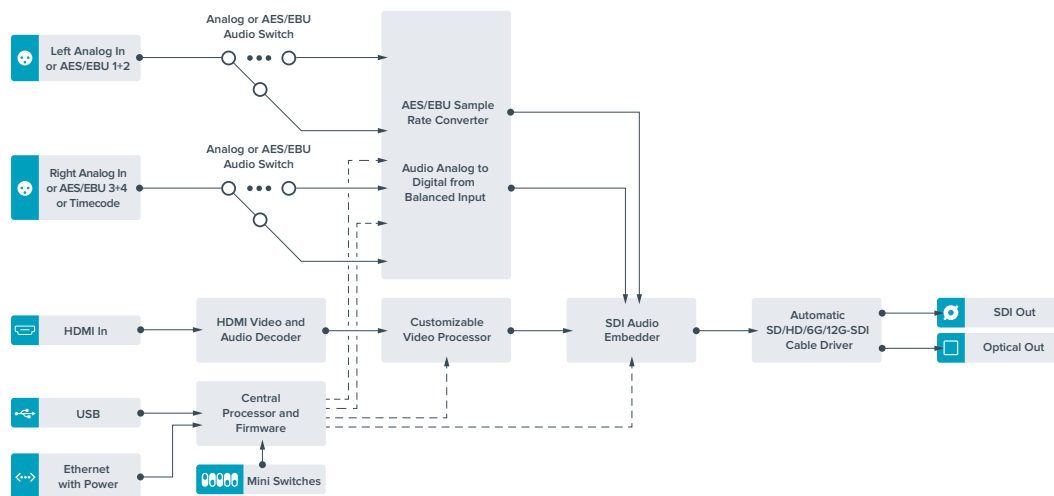 Analog or AES/EBU
Audio Switch
Left Analog In
or AES/EBU 1+2
AES/EBU Sample
Rate Converter
Analog or AES/EBU
Audio Switch
Right Analog In
or AES/EBU 3+4
or Timecode
Audio Analog to
Digital from
Balanced Input
HDMI In
HDMI Video and
Audio Decoder
Customizable
Video Processor
SDI Audio
Embedder
Automatic
SD/HD/6G/12G-SDI
Cable Driver
SDI Out
Optical Out
USB
Central
Processor and
Firmware
Ethernet
with Power
Mini Switches